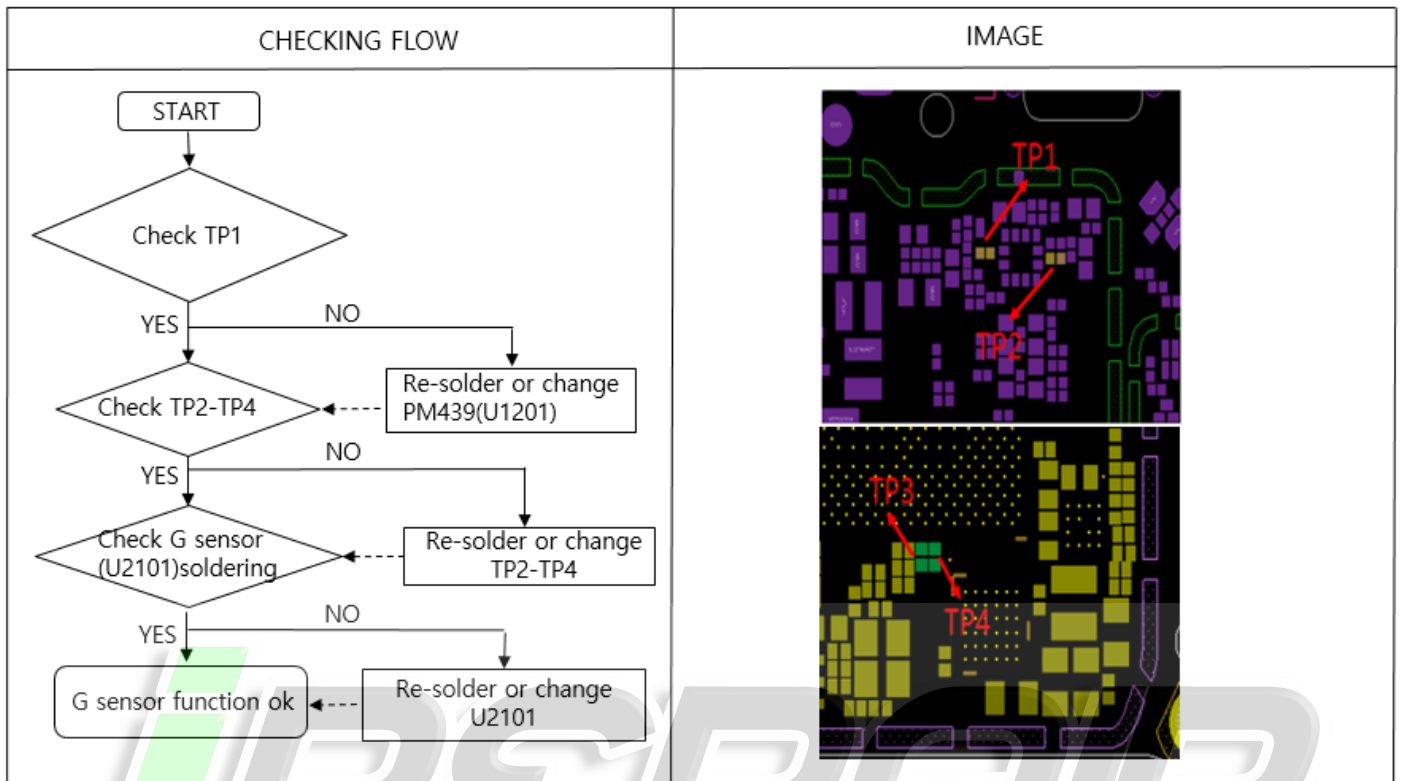 CHECKING FLOW
IMAGE
START
Check TP1
YES
NO
Re-solder or change
PM439(U1201)
Check TP2-TP4
YES
NO
Re-solder or change
TP2-TP4
Check G sensor
(U2101)soldering
YES
NO
Re-solder or change
U2101
G sensor function ok
TP1
TP2
TP3
TP4